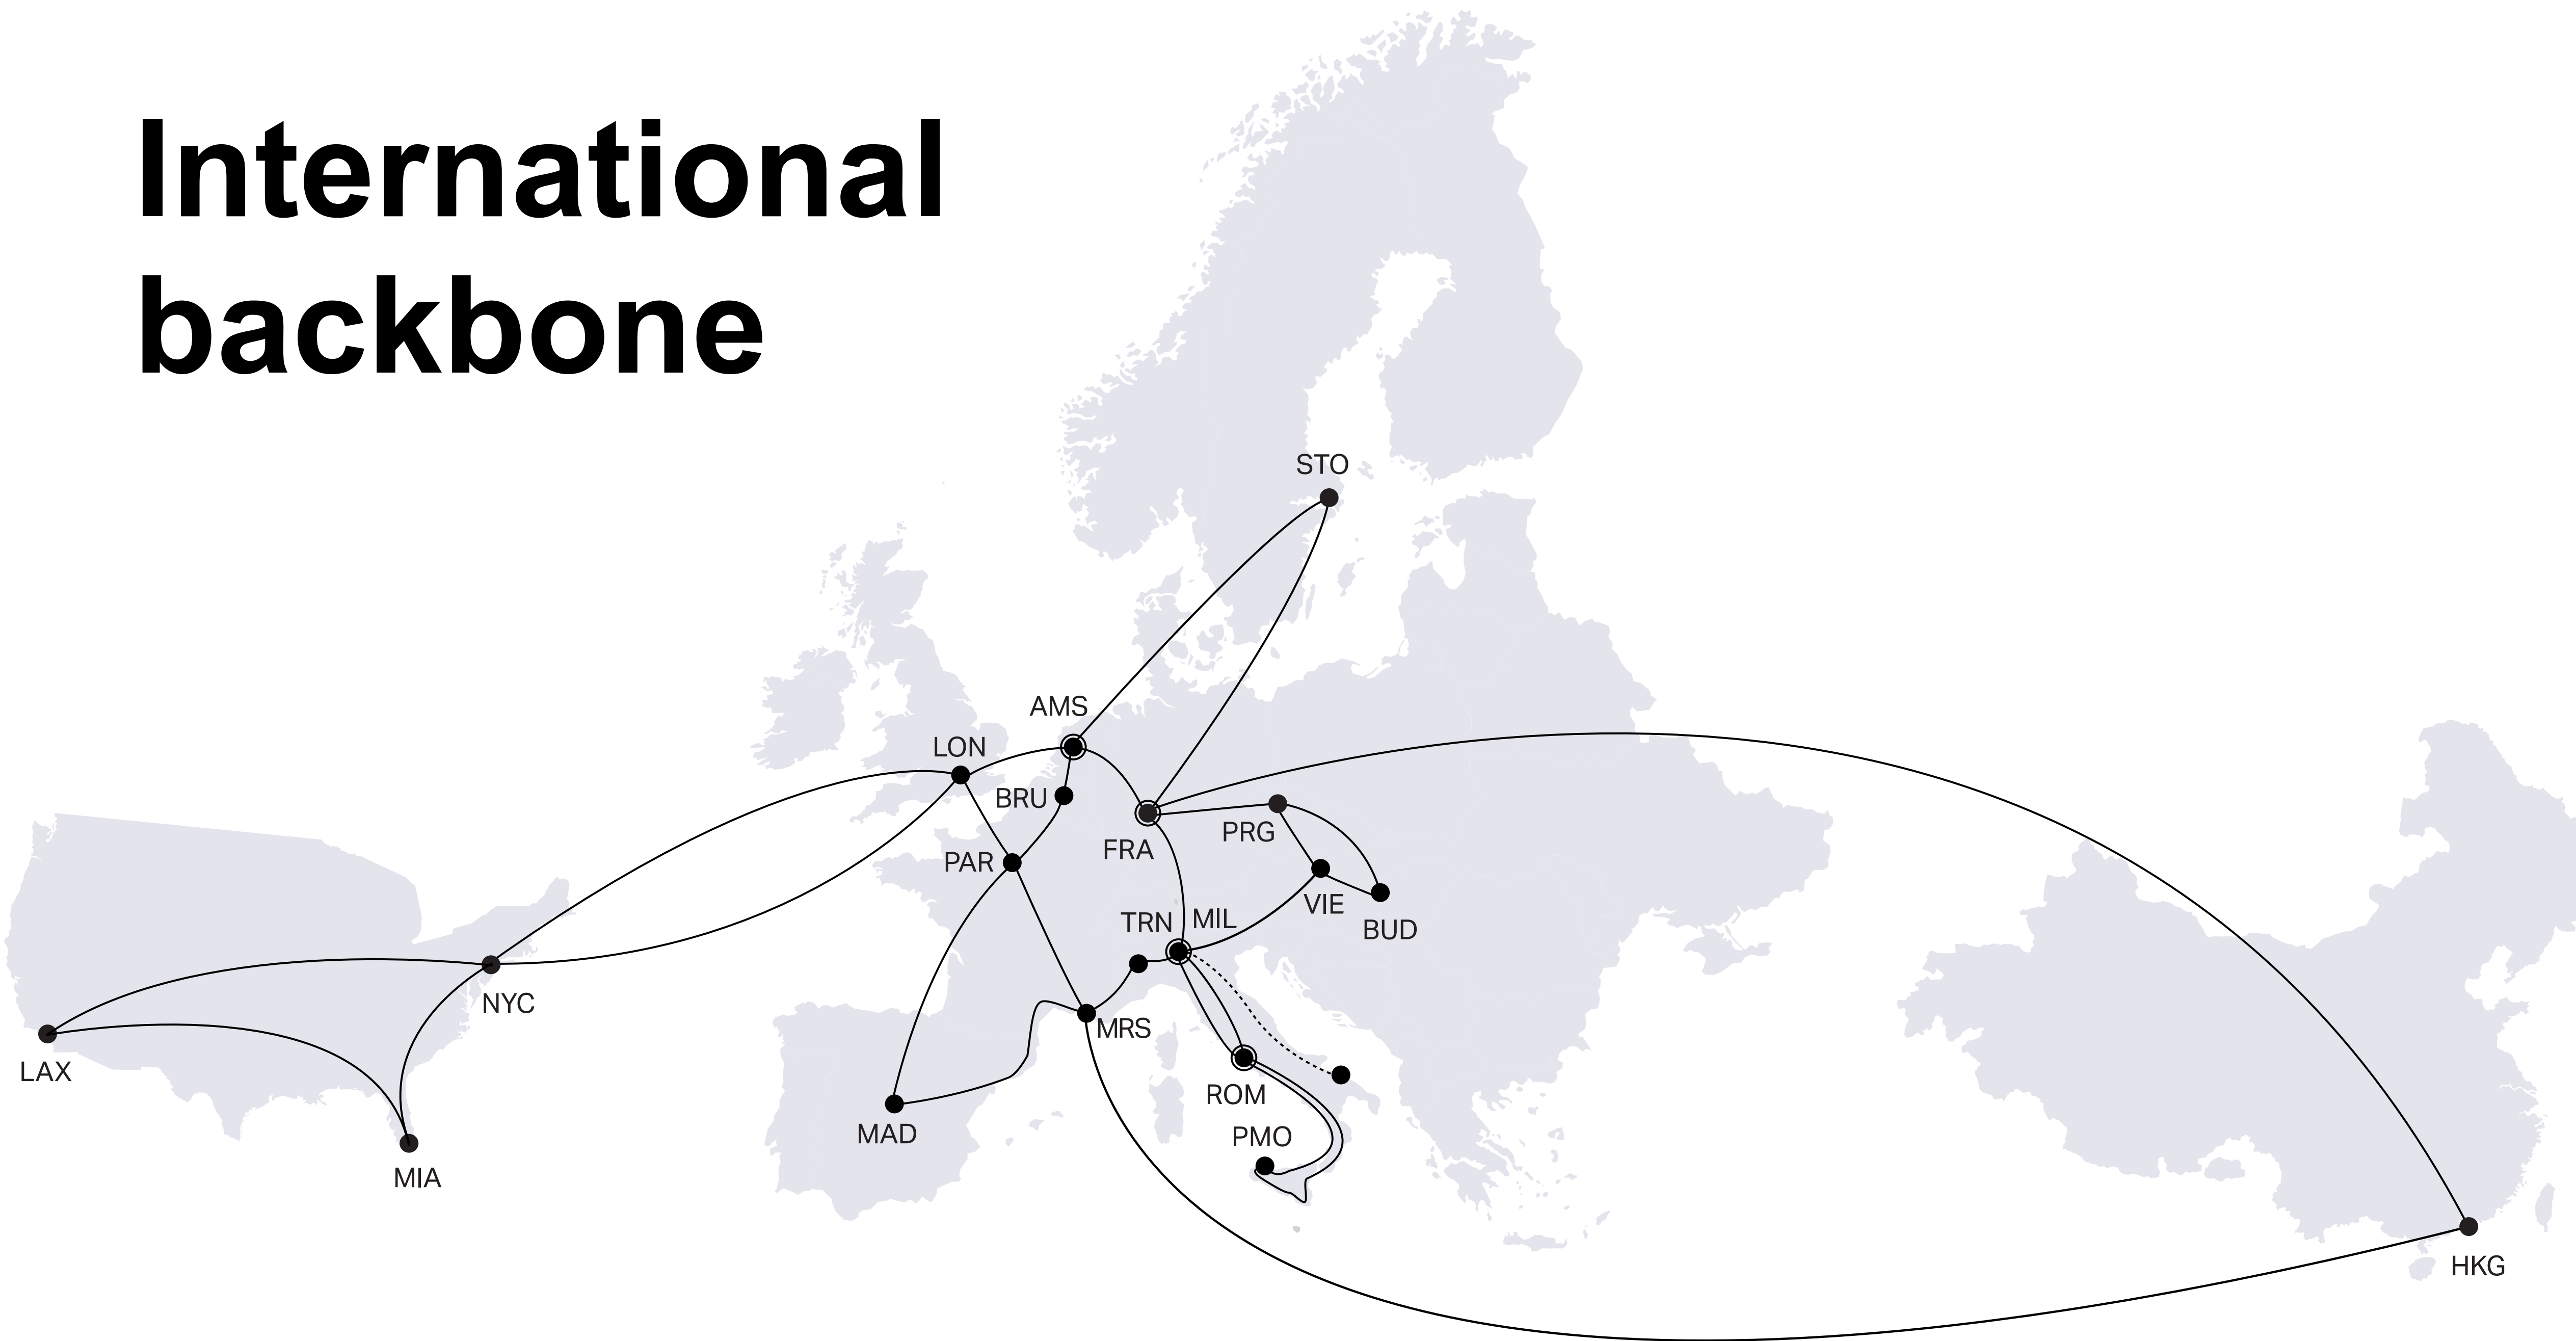 International
backbone
STO
AMS
LON
BRU
PAR
FRA
PRG
VIE
BUD
TRN
MIL
NYC
LAX
MIA
MRS
MAD
ROM
PMO
HKG